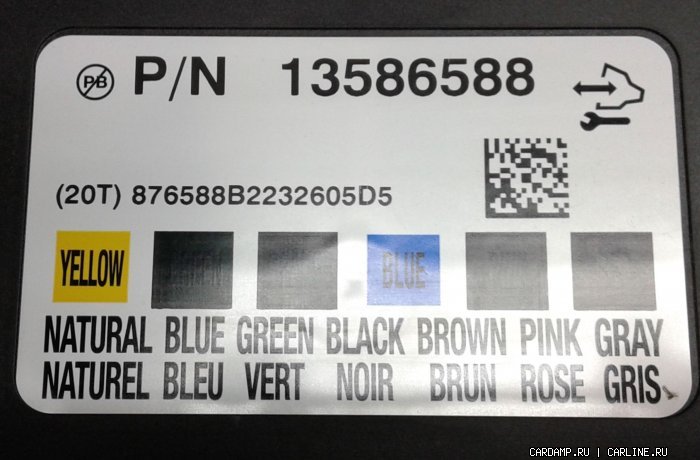 PB P/N 13586588
(20T) 876588B2232605D5
YELLOW BLUE
NATURAL BLUE GREEN BLACK BROWN PINK GRAY
NATUREL BLEU VERT NOIR BRUN ROSE GRIS
CARDAMP.RU | CARLINE.RU